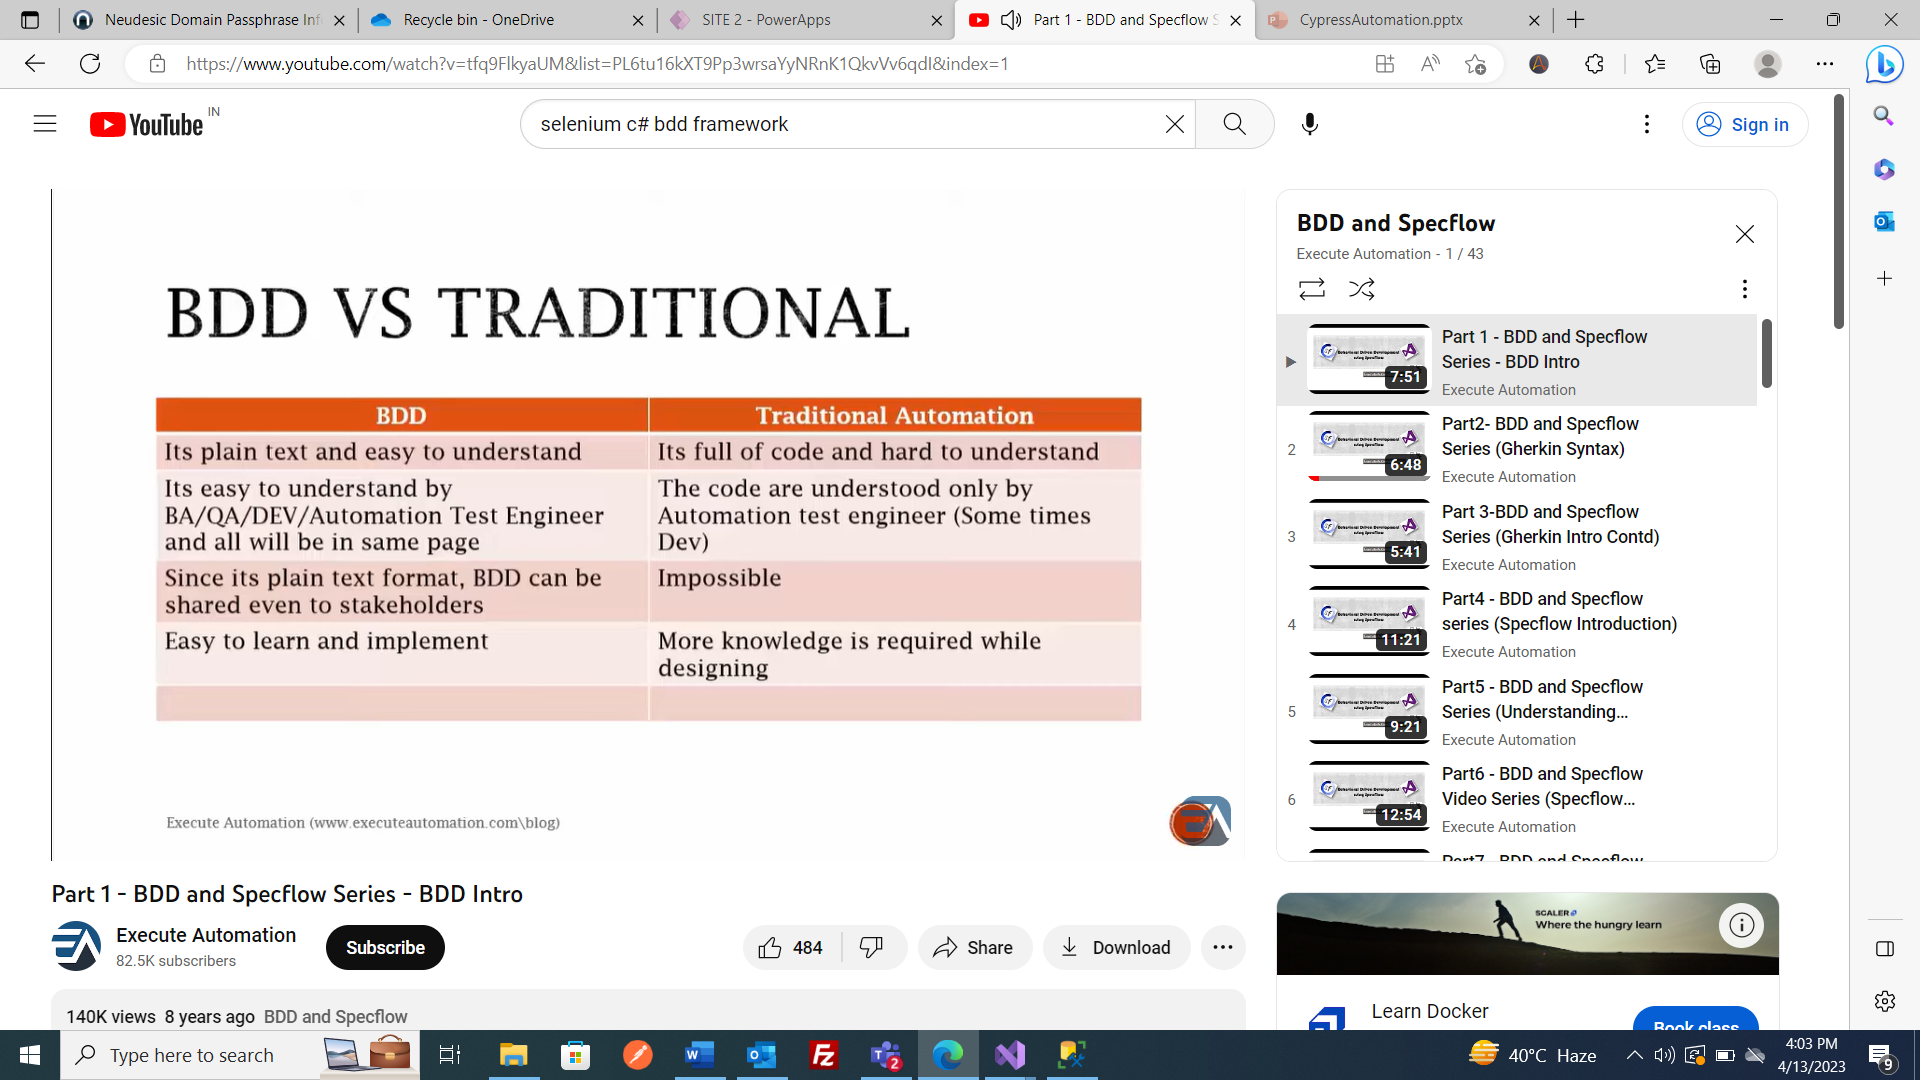 Neudesic Domain Passphrase Inf
Recycle bin - OneDrive
SITE 2 - PowerApps
Part 1 - BDD and Specflow S
CypressAutomation.pptx
https://www.youtube.com/watch?v=tfq9FlkyaUM&list=PL6tu16kXT9Pp3wrsaYyNRnK1QkvVv6qdI&index=1
YouTube IN
selenium c# bdd framework
Sign in
BDD VS TRADITIONAL
BDD Traditional Automation
Its plain text and easy to understand Its full of code and hard to understand
Its easy to understand by
BA/QA/DEV/Automation Test Engineer
and all will be in same page
The code are understood only by
Automation test engineer (Some times
Dev)
Since its plain text format, BDD can be
shared even to stakeholders
Impossible
Easy to learn and implement
More knowledge is required while
designing
Execute Automation (www.executeautomation.com\blog)
BDD and Specflow
Execute Automation - 1 / 43
7:51
Part 1 - BDD and Specflow
Series - BDD Intro
Execute Automation
2
6:48
Part2- BDD and Specflow
Series (Gherkin Syntax)
Execute Automation
3
5:41
Part 3-BDD and Specflow
Series (Gherkin Intro Contd)
Execute Automation
4
11:21
Part4 - BDD and Specflow
series (Specflow Introduction)
Execute Automation
5
9:21
Part5 - BDD and Specflow
Series (Understanding...
Execute Automation
6
12:54
Part6 - BDD and Specflow
Video Series (Specflow...
Execute Automation
Part7 - BDD and Specflow
Part 1 - BDD and Specflow Series - BDD Intro
Execute Automation
82.5K subscribers
Subscribe
484
Share
Download
140K views 8 years ago BDD and Specflow
SCALER
Where the hungry learn
Learn Docker
Book class
Type here to search
2
40°C Haze
4:03 PM
4/13/2023
9